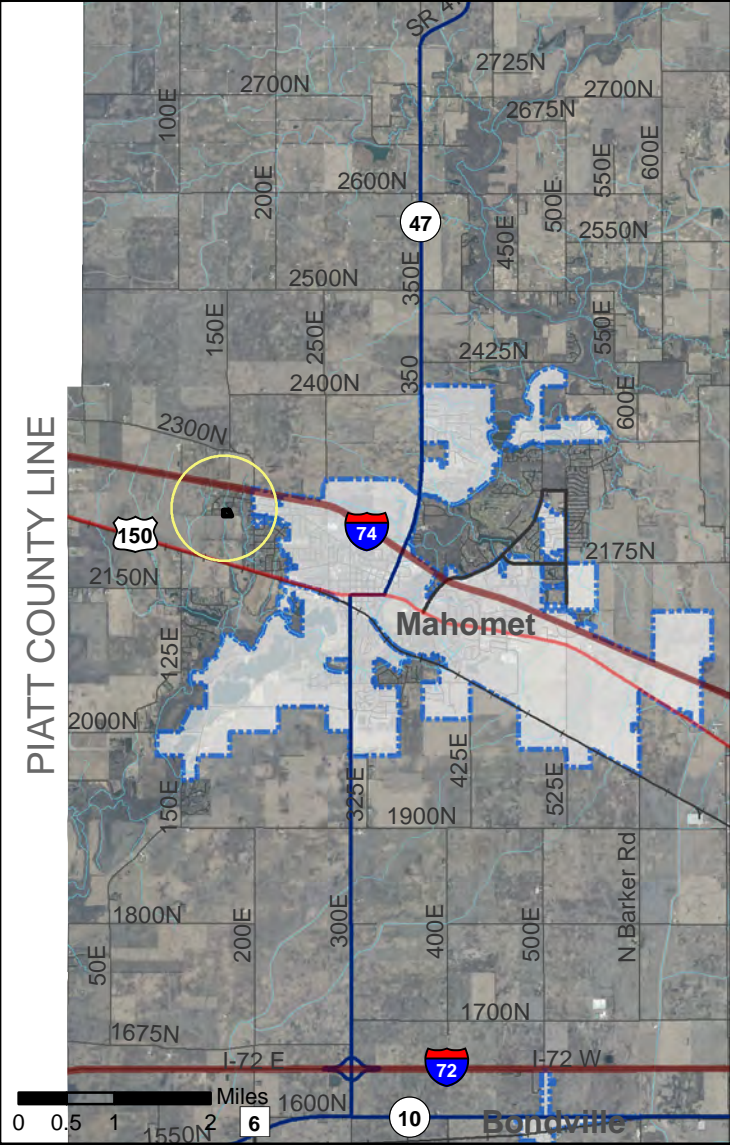 SR 47
2725N
2700N
2700N
100E
2675N
600E
550E
2600N
200E
500E
47
450E
2550N
350E
2500N
150E
250E
550E
2425N
350
2400N
600E
2300N
PIATT COUNTY LINE
150
74
2175N
2150N
Mahomet
125E
2000N
425E
525E
325E
150E
1900N
N Barker Rd
1800N
200E
300E
400E
500E
50E
1700N
1675N
I-72 E
I-72 W
72
Miles
0 0.5 1 2
6
1600N
10
Bondville
1550N